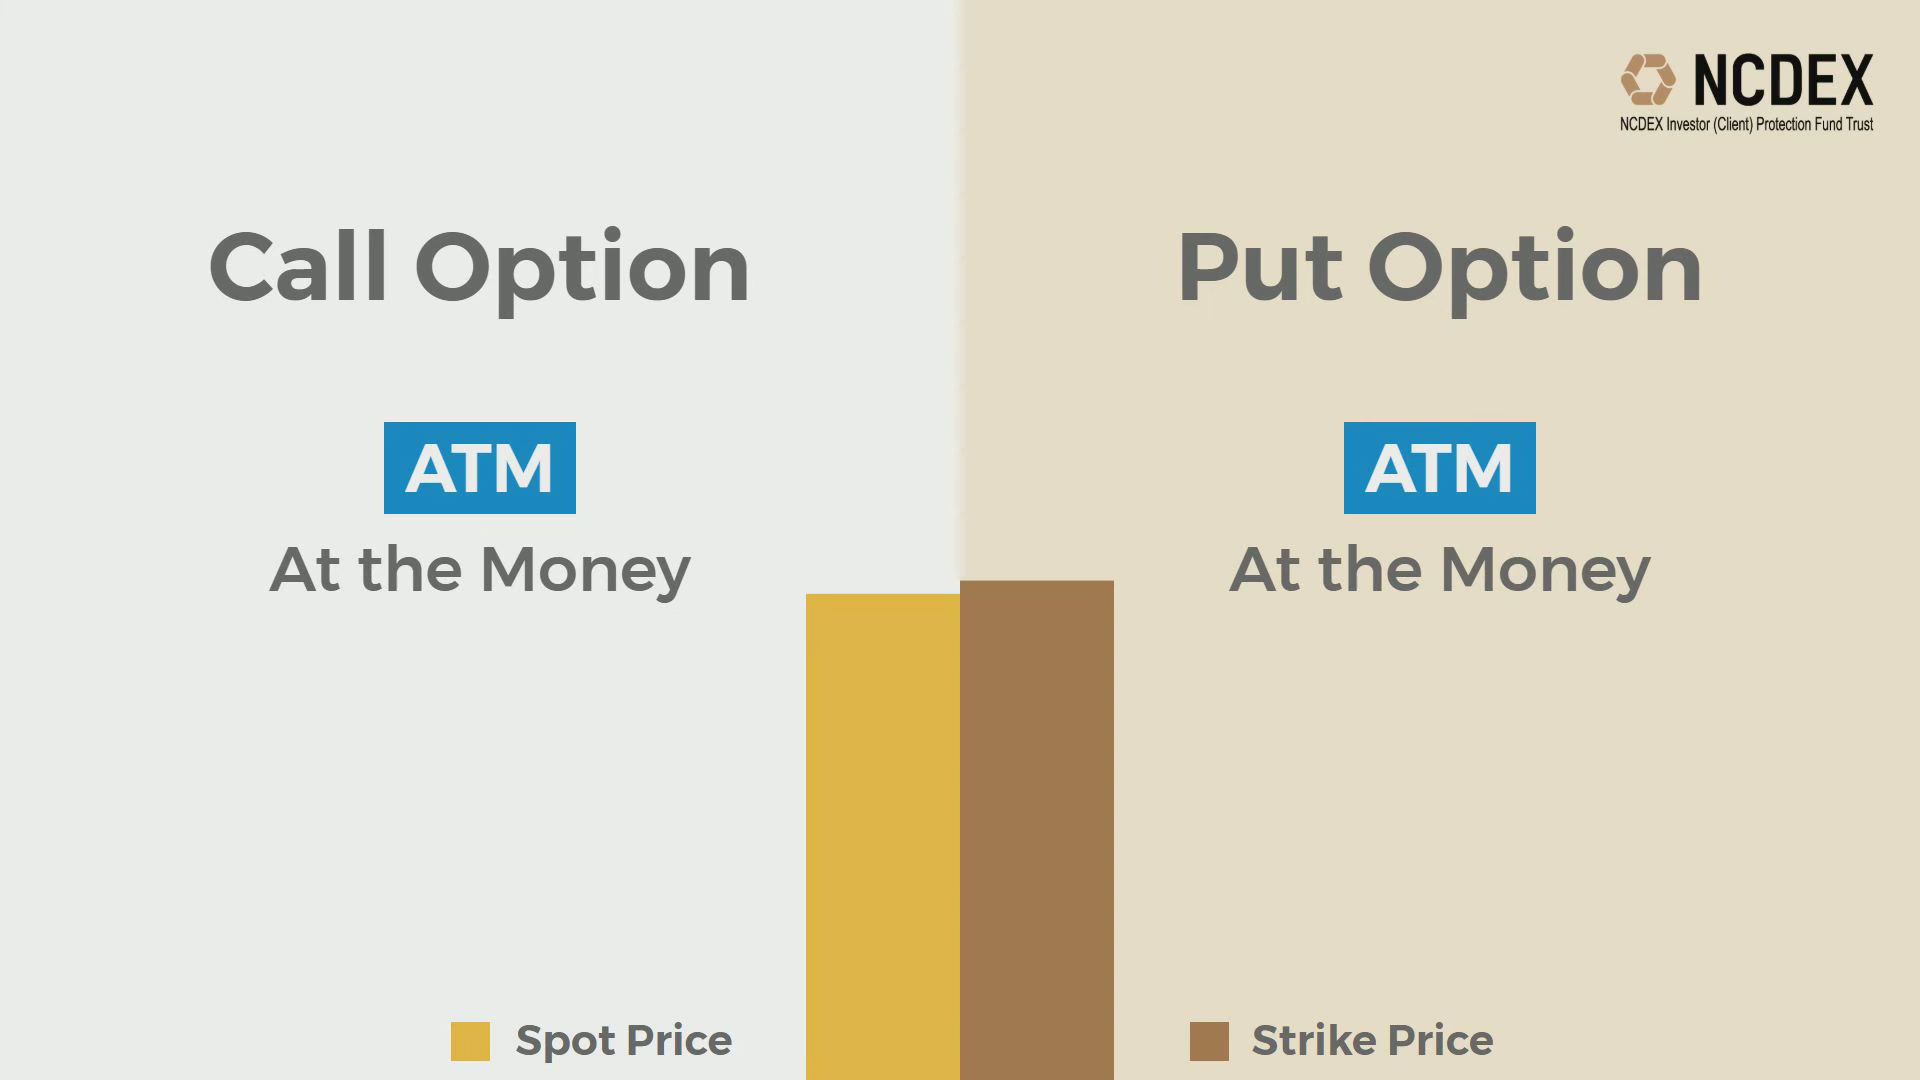 NCDEX
NCDEX Investor (Client) Protection Fund Trust
Call Option
Put Option
ATM
ATM
At the Money
At the Money
Spot Price
Strike Price